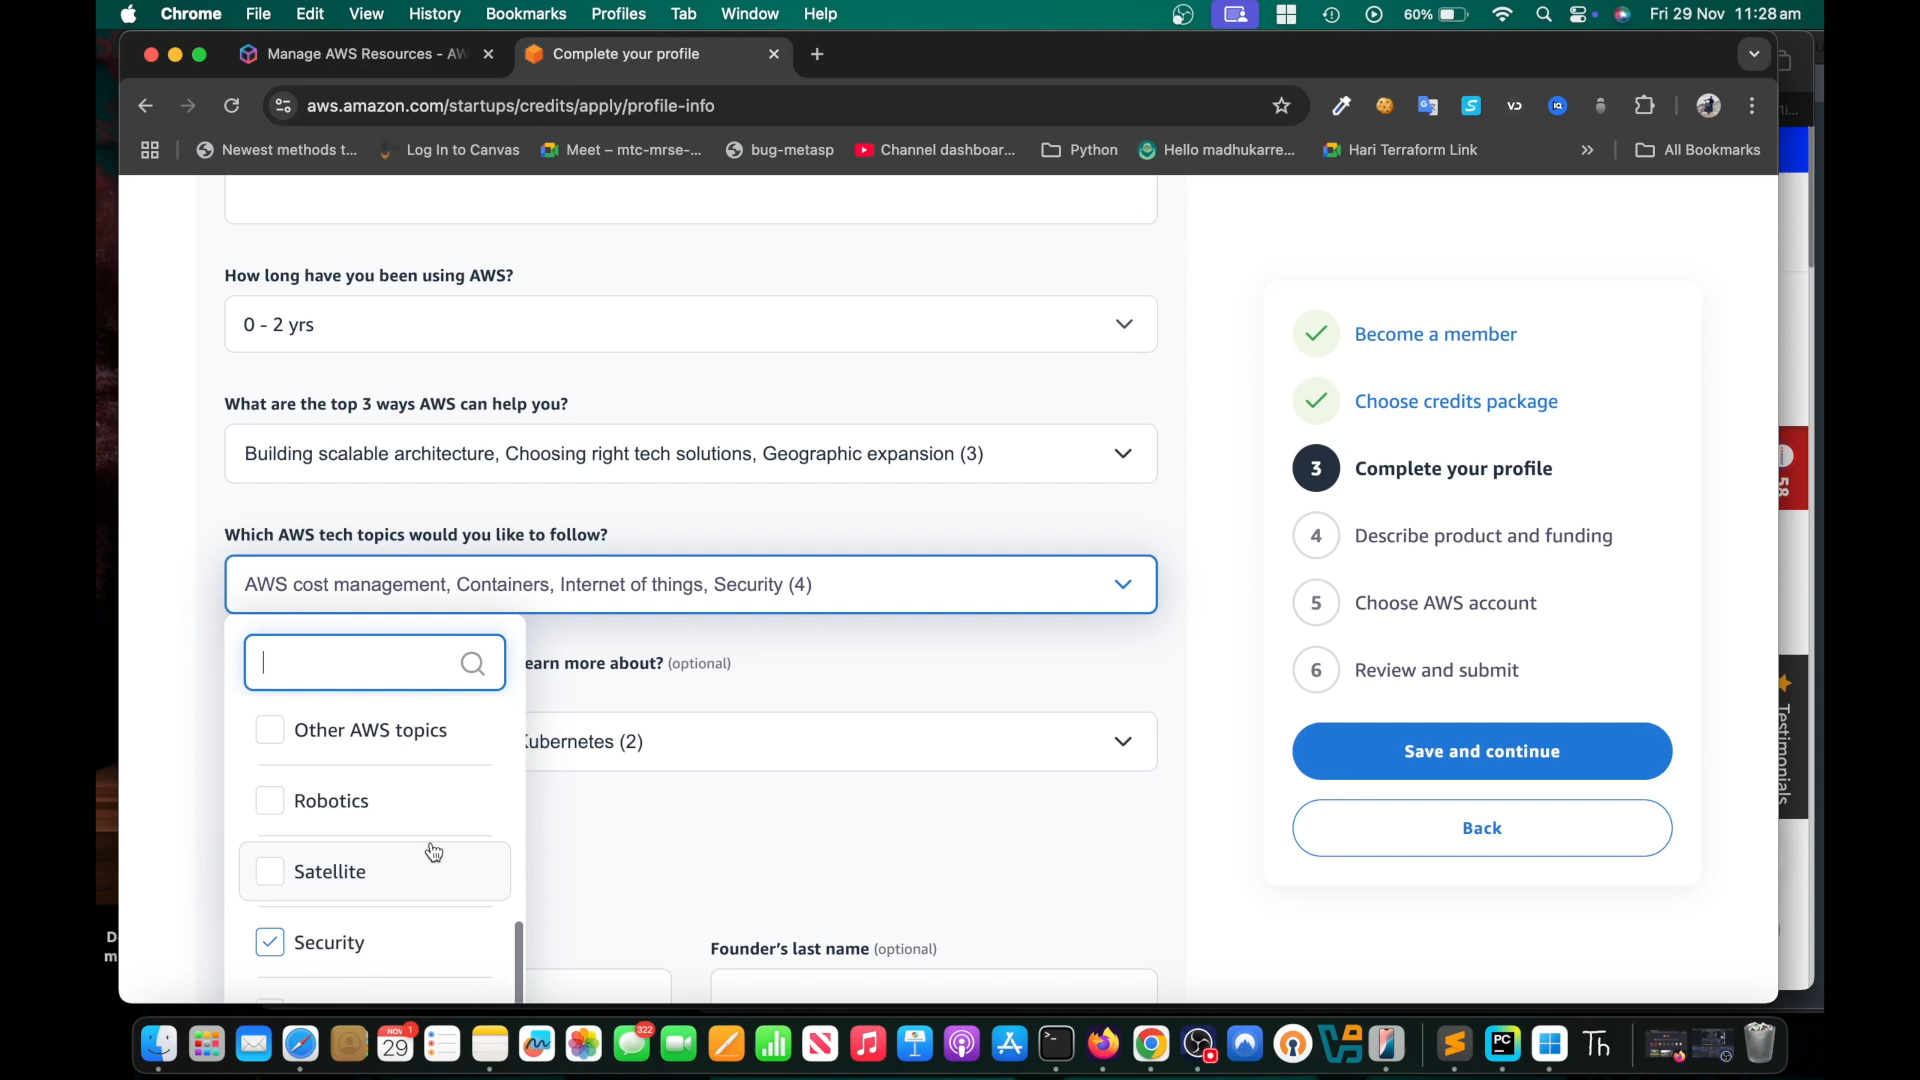 Chrome File Edit View History Bookmarks Profiles Tab Window Help 60% Fri 29 Nov 11:28 am
Manage AWS Resources - AW Complete your profile
aws.amazon.com/startups/credits/apply/profile-info
Newest methods t... Log In to Canvas Meet – mtc-mrse-... bug-metasp Channel dashboar... Python Hello madhukarre... Hari Terraform Link All Bookmarks
How long have you been using AWS?
0 - 2 yrs
What are the top 3 ways AWS can help you?
Building scalable architecture, Choosing right tech solutions, Geographic expansion (3)
Which AWS tech topics would you like to follow?
AWS cost management, Containers, Internet of things, Security (4)
earn more about? (optional)
Other AWS topics
Kubernetes (2)
Robotics
Satellite
Security
Founder's last name (optional)
Become a member
Choose credits package
3 Complete your profile
4 Describe product and funding
5 Choose AWS account
6 Review and submit
Save and continue
Back
58
Testimonials
D
m
322
NOV 1
29
PC
Th